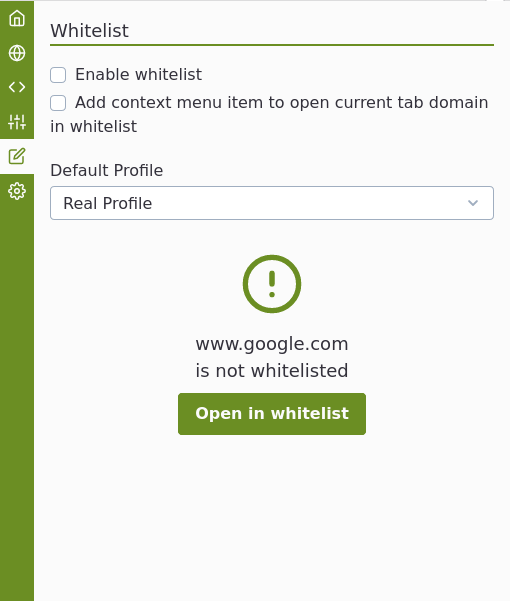 Whitelist
Enable whitelist
Add context menu item to open current tab domain
in whitelist
Default Profile
Real Profile
www.google.com
is not whitelisted
Open in whitelist